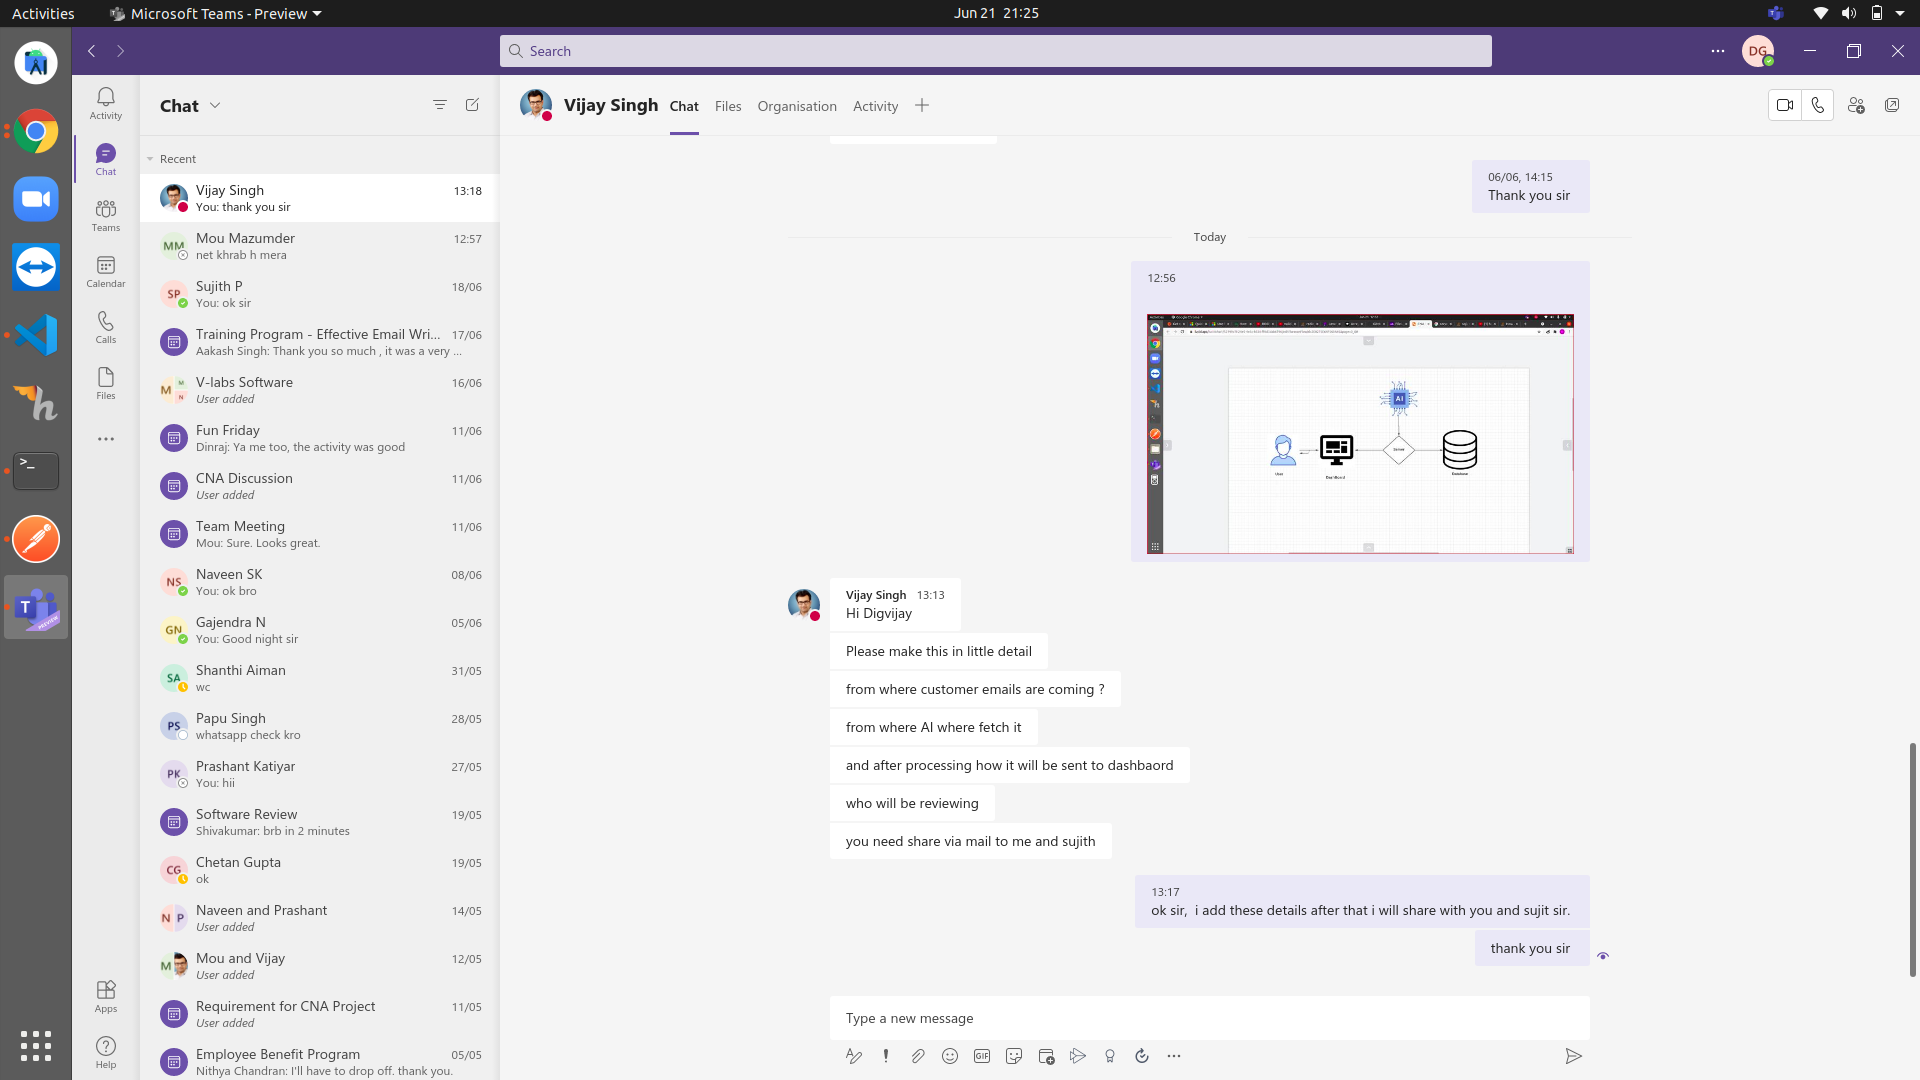 Activities
Microsoft Teams - Preview
Jun 21 21:25
Search
DG
Activity
Chat
Teams
Calendar
Calls
Files
Apps
Help
Chat
Recent
Vijay Singh 13:18
You: thank you sir
MM
Mou Mazumder 12:57
net khrab h mera
SP
Sujith P 18/06
You: ok sir
Training Program - Effective Email Wri... 17/06
Aakash Singh: Thank you so much , it was a very ...
M M N
V-labs Software 16/06
User added
Fun Friday 11/06
Dinraj: Ya me too, the activity was good
CNA Discussion 11/06
User added
Team Meeting 11/06
Mou: Sure. Looks great.
NS
Naveen SK 08/06
You: ok bro
GN
Gajendra N 05/06
You: Good night sir
SA
Shanthi Aiman 31/05
wc
PS
Papu Singh 28/05
whatsapp check kro
PK
Prashant Katiyar 27/05
You: hii
Software Review 19/05
Shivakumar: brb in 2 minutes
CG
Chetan Gupta 19/05
ok
N P
Naveen and Prashant 14/05
User added
M
Mou and Vijay 12/05
User added
Requirement for CNA Project 11/05
User added
Employee Benefit Program 05/05
Nithya Chandran: I'll have to drop off. thank you.
Vijay Singh Chat Files Organisation Activity
06/06, 14:15
Thank you sir
Today
12:56
AI
Server
User
DashBoard
Database
Vijay Singh 13:13
Hi Digvijay
Please make this in little detail
from where customer emails are coming ?
from where AI where fetch it
and after processing how it will be sent to dashbaord
who will be reviewing
you need share via mail to me and sujith
13:17
ok sir,  i add these details after that i will share with you and sujit sir.
thank you sir
Type a new message
GIF